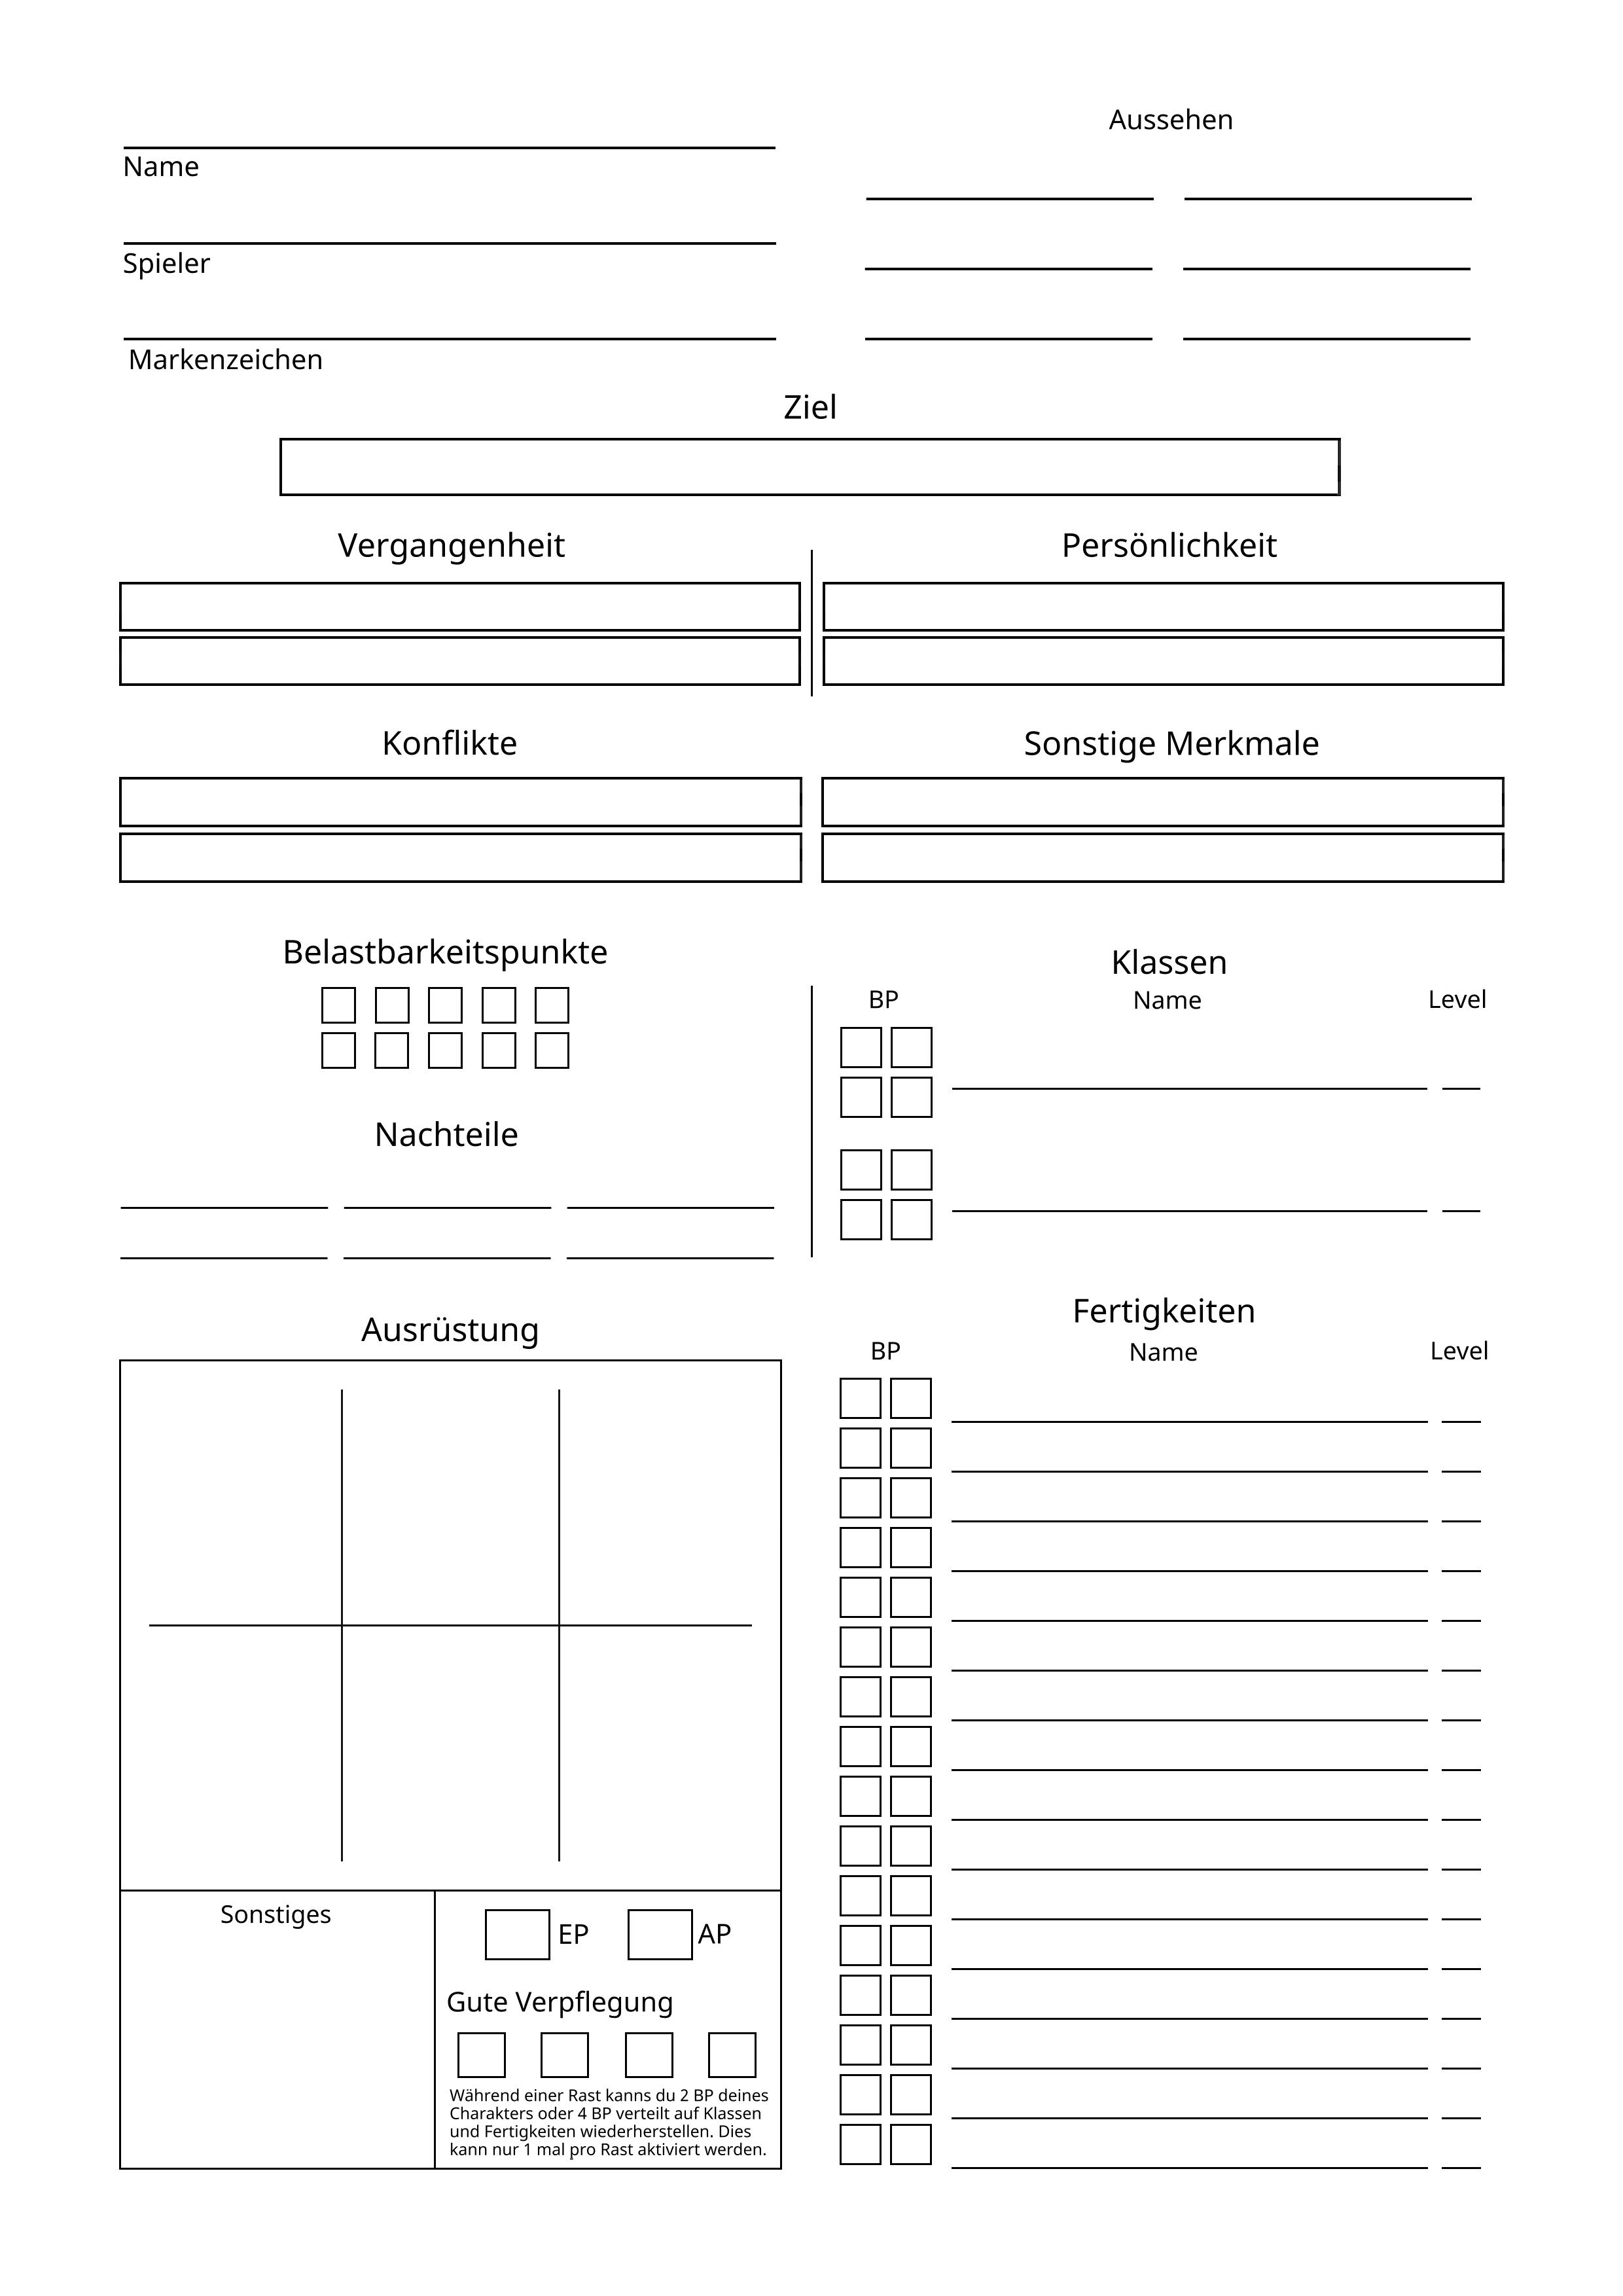 Aussehen
Name
Spieler
Markenzeichen
Ziel
Vergangenheit
Persönlichkeit
Konflikte
Sonstige Merkmale
Belastbarkeitspunkte
Klassen
BP Name Level
Nachteile
Fertigkeiten
BP Name Level
Ausrüstung
Sonstiges
EP AP
Gute Verpflegung
Während einer Rast kanns du 2 BP deines
Charakters oder 4 BP verteilt auf Klassen
und Fertigkeiten wiederherstellen. Dies
kann nur 1 mal pro Rast aktiviert werden.